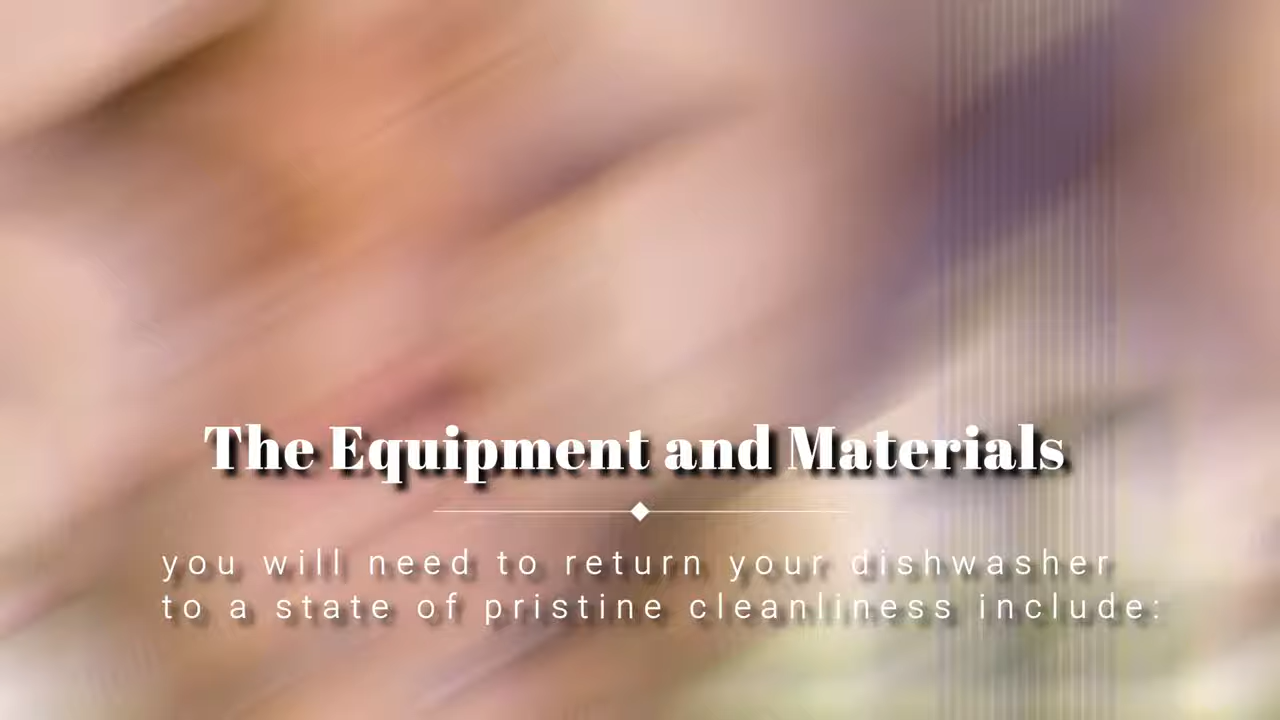 The Equipment and Materials
you will need to return your dishwasher
to a state of pristine cleanliness include: